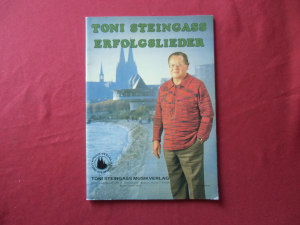 TONI STEINGASS
ERFOLGSLIEDER
TONI STEINGASS MUSIKVERLAG